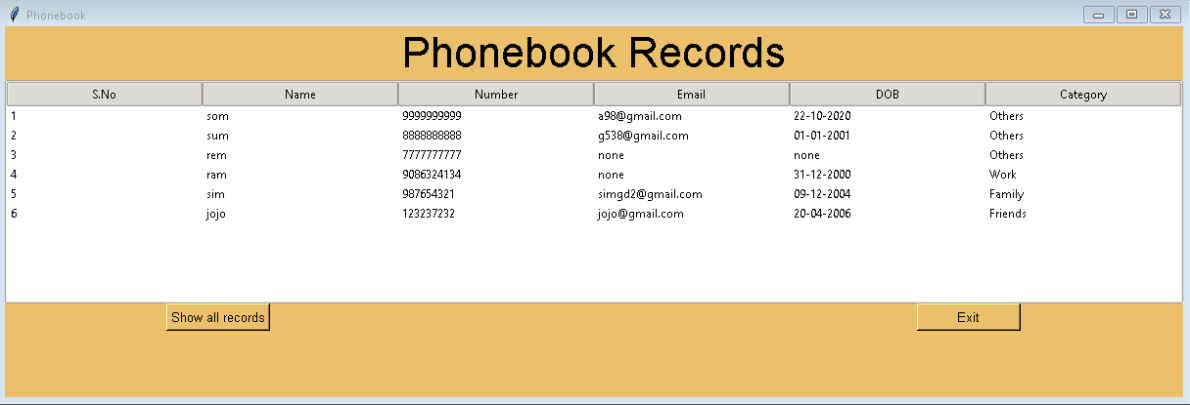 Phonebook
Phonebook Records
S.No Name Number Email DOB Category
1 som 9999999999 a98@gmail.com 22-10-2020 Others
2 sum 8888888888 g538@gmail.com 01-01-2001 Others
3 rem 7777777777 none none Others
4 ram 9086324134 none 31-12-2000 Work
5 sim 987654321 simgd2@gmail.com 09-12-2004 Family
6 jojo 123237232 jojo@gmail.com 20-04-2006 Friends
Show all records Exit